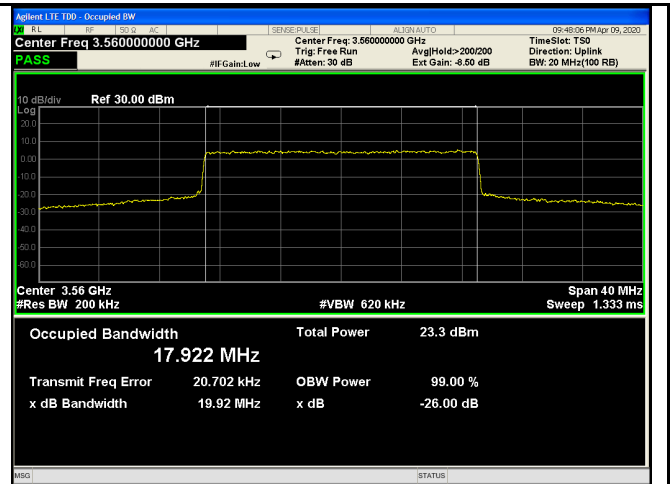 Agilent LTE TDD - Occupied BW
LXI RL RF 50 Ω AC SENSE:PULSE ALIGN AUTO 09:48:06 PM Apr 09, 2020
Center Freq 3.560000000 GHz Center Freq: 3.560000000 GHz TimeSlot: TS0
PASS Trig: Free Run Avg|Hold:>200/200 Direction: Uplink
#IFGain:Low #Atten: 30 dB Ext Gain: -8.50 dB BW: 20 MHz(100 RB)
10 dB/div Ref 30.00 dBm
Log
20.0
10.0
0.00
-10.0
-20.0
-30.0
-40.0
-50.0
-60.0
Center 3.56 GHz Span 40 MHz
#Res BW 200 kHz #VBW 620 kHz Sweep 1.333 ms
Occupied Bandwidth Total Power 23.3 dBm
17.922 MHz
Transmit Freq Error 20.702 kHz OBW Power 99.00 %
x dB Bandwidth 19.92 MHz x dB -26.00 dB
MSG STATUS